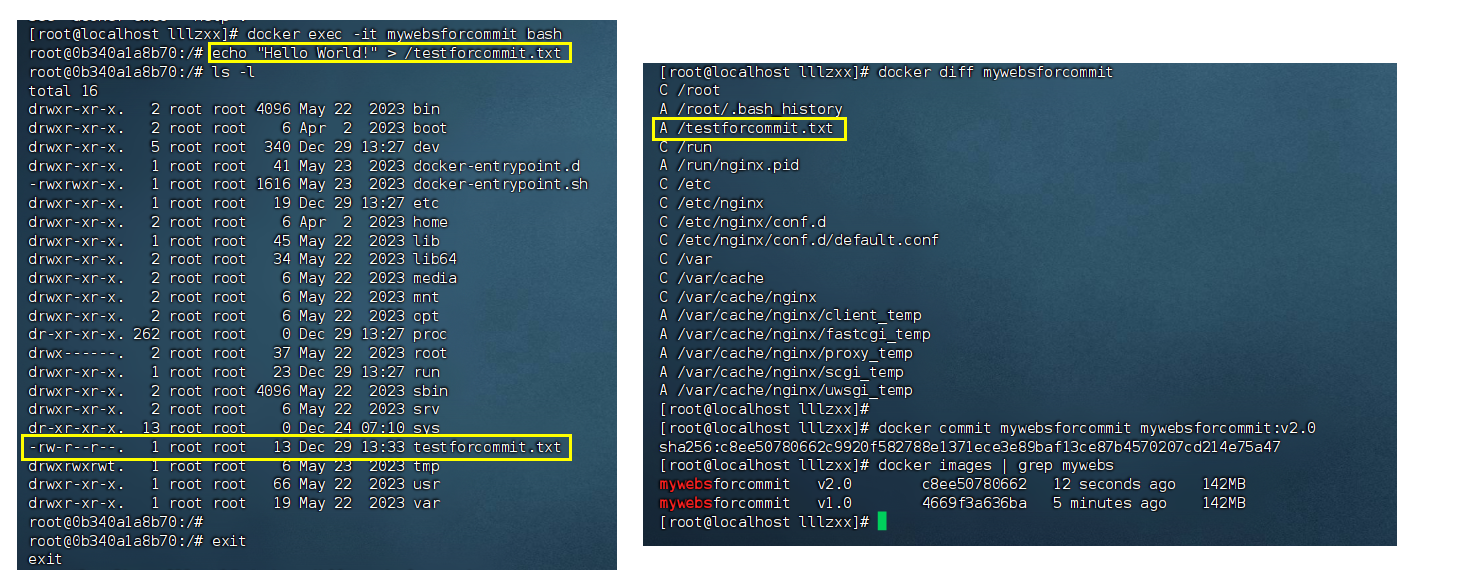 [root@localhost lllzxx]# docker exec -it mywebsforcommit bash
root@0b340a1a8b70:/# echo "Hello World!" > /testforcommit.txt
root@0b340a1a8b70:/# ls -l
total 16
drwxr-xr-x.   2 root root 4096 May 22  2023 bin
drwxr-xr-x.   2 root root    6 Apr  2  2023 boot
drwxr-xr-x.   5 root root  340 Dec 29 13:27 dev
drwxr-xr-x.   1 root root   41 May 23  2023 docker-entrypoint.d
-rwxrwxr-x.   1 root root 1616 May 23  2023 docker-entrypoint.sh
drwxr-xr-x.   1 root root   19 Dec 29 13:27 etc
drwxr-xr-x.   2 root root    6 Apr  2  2023 home
drwxr-xr-x.   1 root root   45 May 22  2023 lib
drwxr-xr-x.   2 root root   34 May 22  2023 lib64
drwxr-xr-x.   2 root root    6 May 22  2023 media
drwxr-xr-x.   2 root root    6 May 22  2023 mnt
drwxr-xr-x.   2 root root    6 May 22  2023 opt
dr-xr-xr-x. 262 root root    0 Dec 29 13:27 proc
drwx------.   2 root root   37 May 22  2023 root
drwxr-xr-x.   1 root root   23 Dec 29 13:27 run
drwxr-xr-x.   2 root root 4096 May 22  2023 sbin
drwxr-xr-x.   2 root root    6 May 22  2023 srv
dr-xr-xr-x.  13 root root    0 Dec 24 07:10 sys
-rw-r--r--.   1 root root   13 Dec 29 13:33 testforcommit.txt
drwxrwxrwt.   1 root root    6 May 23  2023 tmp
drwxr-xr-x.   1 root root   66 May 22  2023 usr
drwxr-xr-x.   1 root root   19 May 22  2023 var
root@0b340a1a8b70:/#
root@0b340a1a8b70:/# exit
exit
[root@localhost lllzxx]# docker diff mywebsforcommit
C /root
A /root/.bash_history
A /testforcommit.txt
C /run
A /run/nginx.pid
C /etc
C /etc/nginx
C /etc/nginx/conf.d
C /etc/nginx/conf.d/default.conf
C /var
C /var/cache
C /var/cache/nginx
A /var/cache/nginx/client_temp
A /var/cache/nginx/fastcgi_temp
A /var/cache/nginx/proxy_temp
A /var/cache/nginx/scgi_temp
A /var/cache/nginx/uwsgi_temp
[root@localhost lllzxx]#
[root@localhost lllzxx]# docker commit mywebsforcommit mywebsforcommit:v2.0
sha256:c8ee50780662c9920f582788e1371ece3e89baf13ce87b4570207cd214e75a47
[root@localhost lllzxx]# docker images | grep mywebs
mywebsforcommit   v2.0        c8ee50780662   12 seconds ago   142MB
mywebsforcommit   v1.0        4669f3a636ba   5 minutes ago    142MB
[root@localhost lllzxx]#